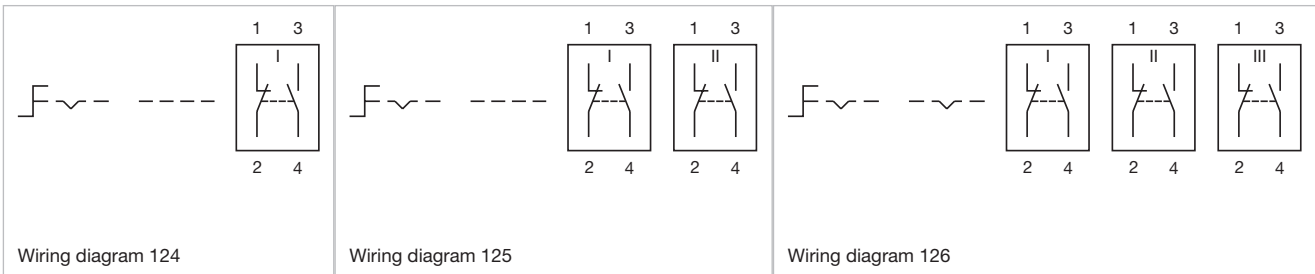 1 3
I
2 4
Wiring diagram 124
1 3 1 3
I II
2 4 2 4
Wiring diagram 125
1 3 1 3 1 3
I II III
2 4 2 4 2 4
Wiring diagram 126